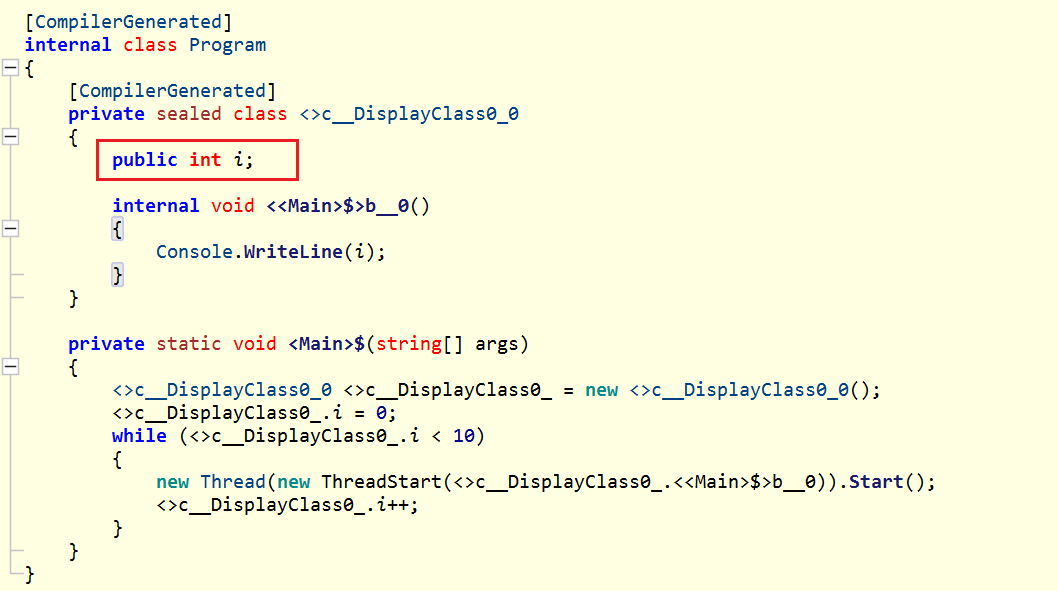 [CompilerGenerated]
internal class Program
{
    [CompilerGenerated]
    private sealed class <>c__DisplayClass0_0
    {
        public int i;

        internal void <<Main>$>b__0()
        {
            Console.WriteLine(i);
        }
    }

    private static void <Main>$(string[] args)
    {
        <>c__DisplayClass0_0 <>c__DisplayClass0_ = new <>c__DisplayClass0_0();
        <>c__DisplayClass0_.i = 0;
        while (<>c__DisplayClass0_.i < 10)
        {
            new Thread(new ThreadStart(<>c__DisplayClass0_.<<Main>$>b__0)).Start();
            <>c__DisplayClass0_.i++;
        }
    }
}